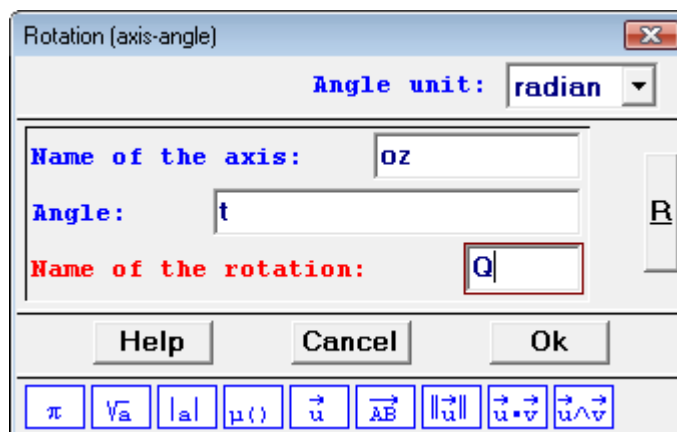 Rotation (axis-angle)
Angle unit: radian
Name of the axis: oz
Angle: t
R
Name of the rotation: Q
Help Cancel Ok
π √a |a| μ() u⃗ AB⃗ ‖u⃗‖ u⃗·v⃗ u⃗∧v⃗